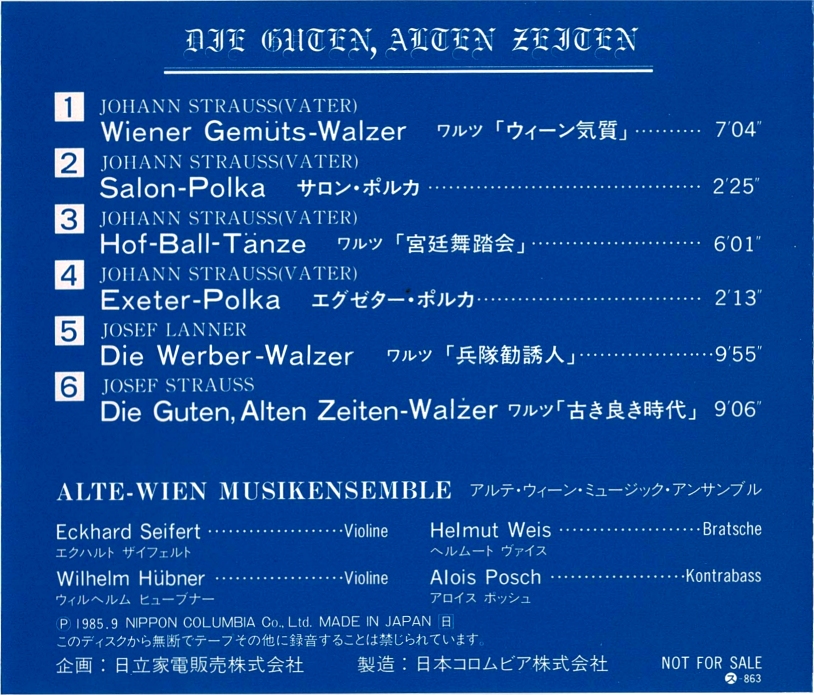 DIE GUTEN, ALTEN ZEITEN
1 JOHANN STRAUSS(VATER)
Wiener Gemüts-Walzer ワルツ「ウィーン気質」·········· 7′04″
2 JOHANN STRAUSS(VATER)
Salon-Polka サロン・ポルカ ·········· 2′25″
3 JOHANN STRAUSS(VATER)
Hof-Ball-Tänze ワルツ「宮廷舞踏会」·········· 6′01″
4 JOHANN STRAUSS(VATER)
Exeter-Polka エグゼター・ポルカ·········· 2′13″
5 JOSEF LANNER
Die Werber-Walzer ワルツ「兵隊勧誘人」··········9′55″
6 JOSEF STRAUSS
Die Guten, Alten Zeiten-Walzer ワルツ「古き良き時代」 9′06″
ALTE-WIEN MUSIKENSEMBLE アルテ・ウィーン・ミュージック・アンサンブル
Eckhard Seifert ··········Violine
エクハルト ザイフェルト
Helmut Weis ··········Bratsche
ヘルムート ヴァイス
Wilhelm Hübner ··········Violine
ウィルヘルム ヒューブナー
Alois Posch ··········Kontrabass
アロイス ポッシュ
Ⓟ 1985.9 NIPPON COLUMBIA Co., Ltd. MADE IN JAPAN 日
このディスクから無断でテープその他に録音することは禁じられています。
企画：日立家電販売株式会社 製造：日本コロムビア株式会社 NOT FOR SALE
ス-863